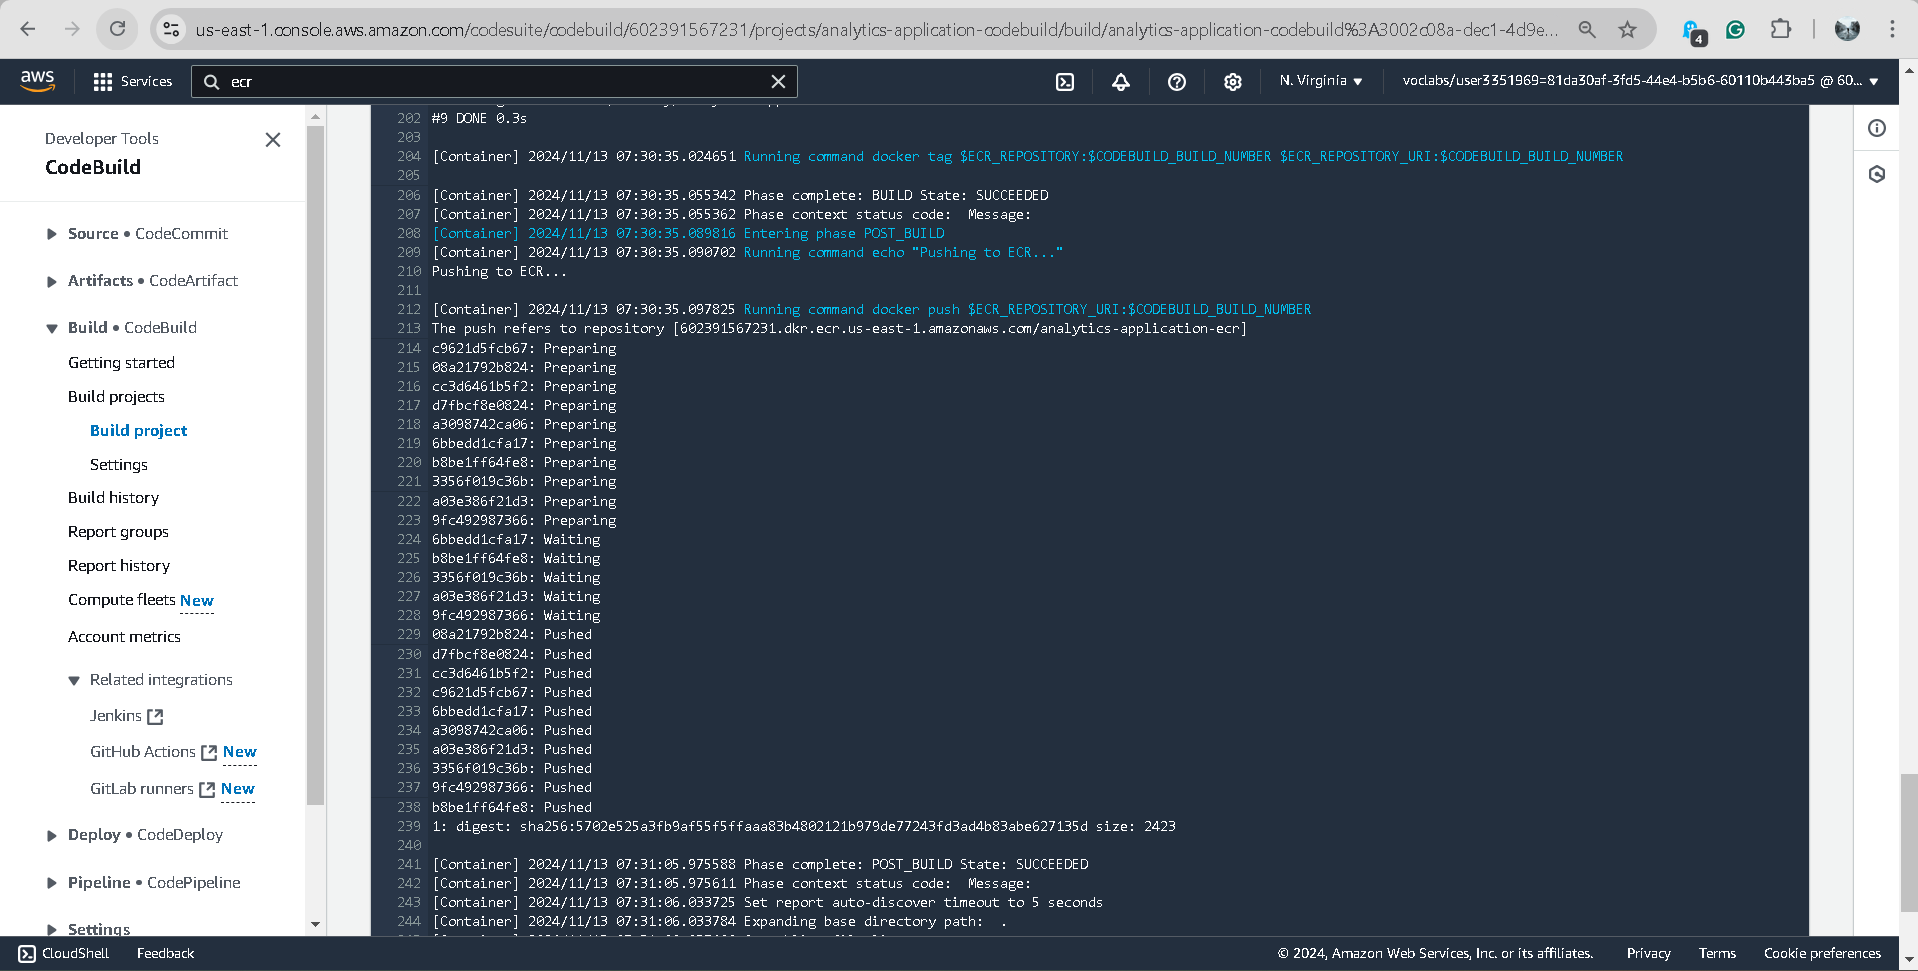 us-east-1.console.aws.amazon.com/codesuite/codebuild/602391567231/projects/analytics-application-codebuild/build/analytics-application-codebuild%3A3002c08a-dec1-4d9e...
4
aws
Services
ecr
N. Virginia
voclabs/user3351969=81da30af-3fd5-44e4-b5b6-60110b443ba5 @ 60...
Developer Tools
CodeBuild
Source • CodeCommit
Artifacts • CodeArtifact
Build • CodeBuild
Getting started
Build projects
Build project
Settings
Build history
Report groups
Report history
Compute fleets New
Account metrics
Related integrations
Jenkins
GitHub Actions New
GitLab runners New
Deploy • CodeDeploy
Pipeline • CodePipeline
Settings
202 #9 DONE 0.3s
203
204 [Container] 2024/11/13 07:30:35.024651 Running command docker tag $ECR_REPOSITORY:$CODEBUILD_BUILD_NUMBER $ECR_REPOSITORY_URI:$CODEBUILD_BUILD_NUMBER
205
206 [Container] 2024/11/13 07:30:35.055342 Phase complete: BUILD State: SUCCEEDED
207 [Container] 2024/11/13 07:30:35.055362 Phase context status code:  Message:
208 [Container] 2024/11/13 07:30:35.089816 Entering phase POST_BUILD
209 [Container] 2024/11/13 07:30:35.090702 Running command echo "Pushing to ECR..."
210 Pushing to ECR...
211
212 [Container] 2024/11/13 07:30:35.097825 Running command docker push $ECR_REPOSITORY_URI:$CODEBUILD_BUILD_NUMBER
213 The push refers to repository [602391567231.dkr.ecr.us-east-1.amazonaws.com/analytics-application-ecr]
214 c9621d5fcb67: Preparing
215 08a21792b824: Preparing
216 cc3d6461b5f2: Preparing
217 d7fbcf8e0824: Preparing
218 a3098742ca06: Preparing
219 6bbedd1cfa17: Preparing
220 b8be1ff64fe8: Preparing
221 3356f019c36b: Preparing
222 a03e386f21d3: Preparing
223 9fc492987366: Preparing
224 6bbedd1cfa17: Waiting
225 b8be1ff64fe8: Waiting
226 3356f019c36b: Waiting
227 a03e386f21d3: Waiting
228 9fc492987366: Waiting
229 08a21792b824: Pushed
230 d7fbcf8e0824: Pushed
231 cc3d6461b5f2: Pushed
232 c9621d5fcb67: Pushed
233 6bbedd1cfa17: Pushed
234 a3098742ca06: Pushed
235 a03e386f21d3: Pushed
236 3356f019c36b: Pushed
237 9fc492987366: Pushed
238 b8be1ff64fe8: Pushed
239 1: digest: sha256:5702e525a3fb9af55f5ffaaa83b4802121b979de77243fd3ad4b83abe627135d size: 2423
240
241 [Container] 2024/11/13 07:31:05.975588 Phase complete: POST_BUILD State: SUCCEEDED
242 [Container] 2024/11/13 07:31:05.975611 Phase context status code:  Message:
243 [Container] 2024/11/13 07:31:06.033725 Set report auto-discover timeout to 5 seconds
244 [Container] 2024/11/13 07:31:06.033784 Expanding base directory path:  .
CloudShell
Feedback
© 2024, Amazon Web Services, Inc. or its affiliates.
Privacy
Terms
Cookie preferences